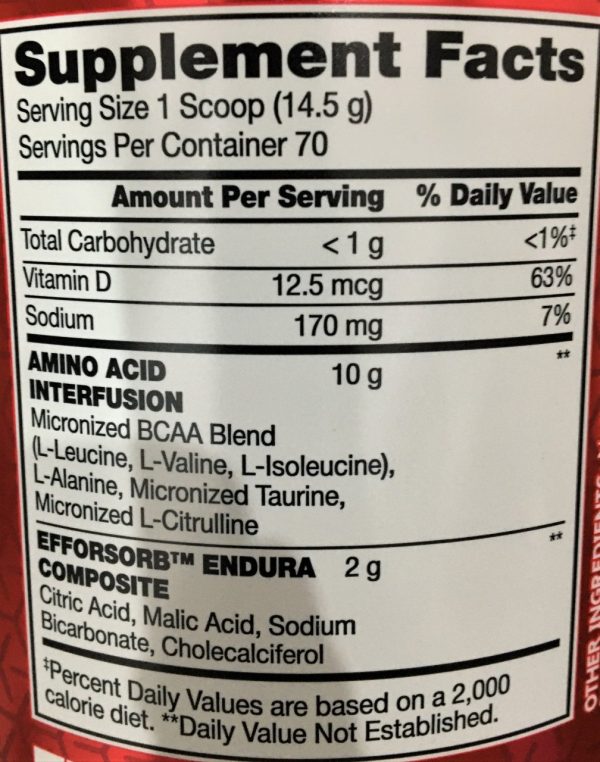 Supplement Facts
Serving Size 1 Scoop (14.5 g)
Servings Per Container 70
Amount Per Serving % Daily Value
Total Carbohydrate <1 g <1%‡
Vitamin D 12.5 mcg 63%
Sodium 170 mg 7%
AMINO ACID 10 g **
INTERFUSION
Micronized BCAA Blend
(L-Leucine, L-Valine, L-Isoleucine),
L-Alanine, Micronized Taurine,
Micronized L-Citrulline
EFFORSORB™ ENDURA 2 g **
COMPOSITE
Citric Acid, Malic Acid, Sodium
Bicarbonate, Cholecalciferol
‡Percent Daily Values are based on a 2,000
calorie diet. **Daily Value Not Established.
OTHER INGREDIENTS